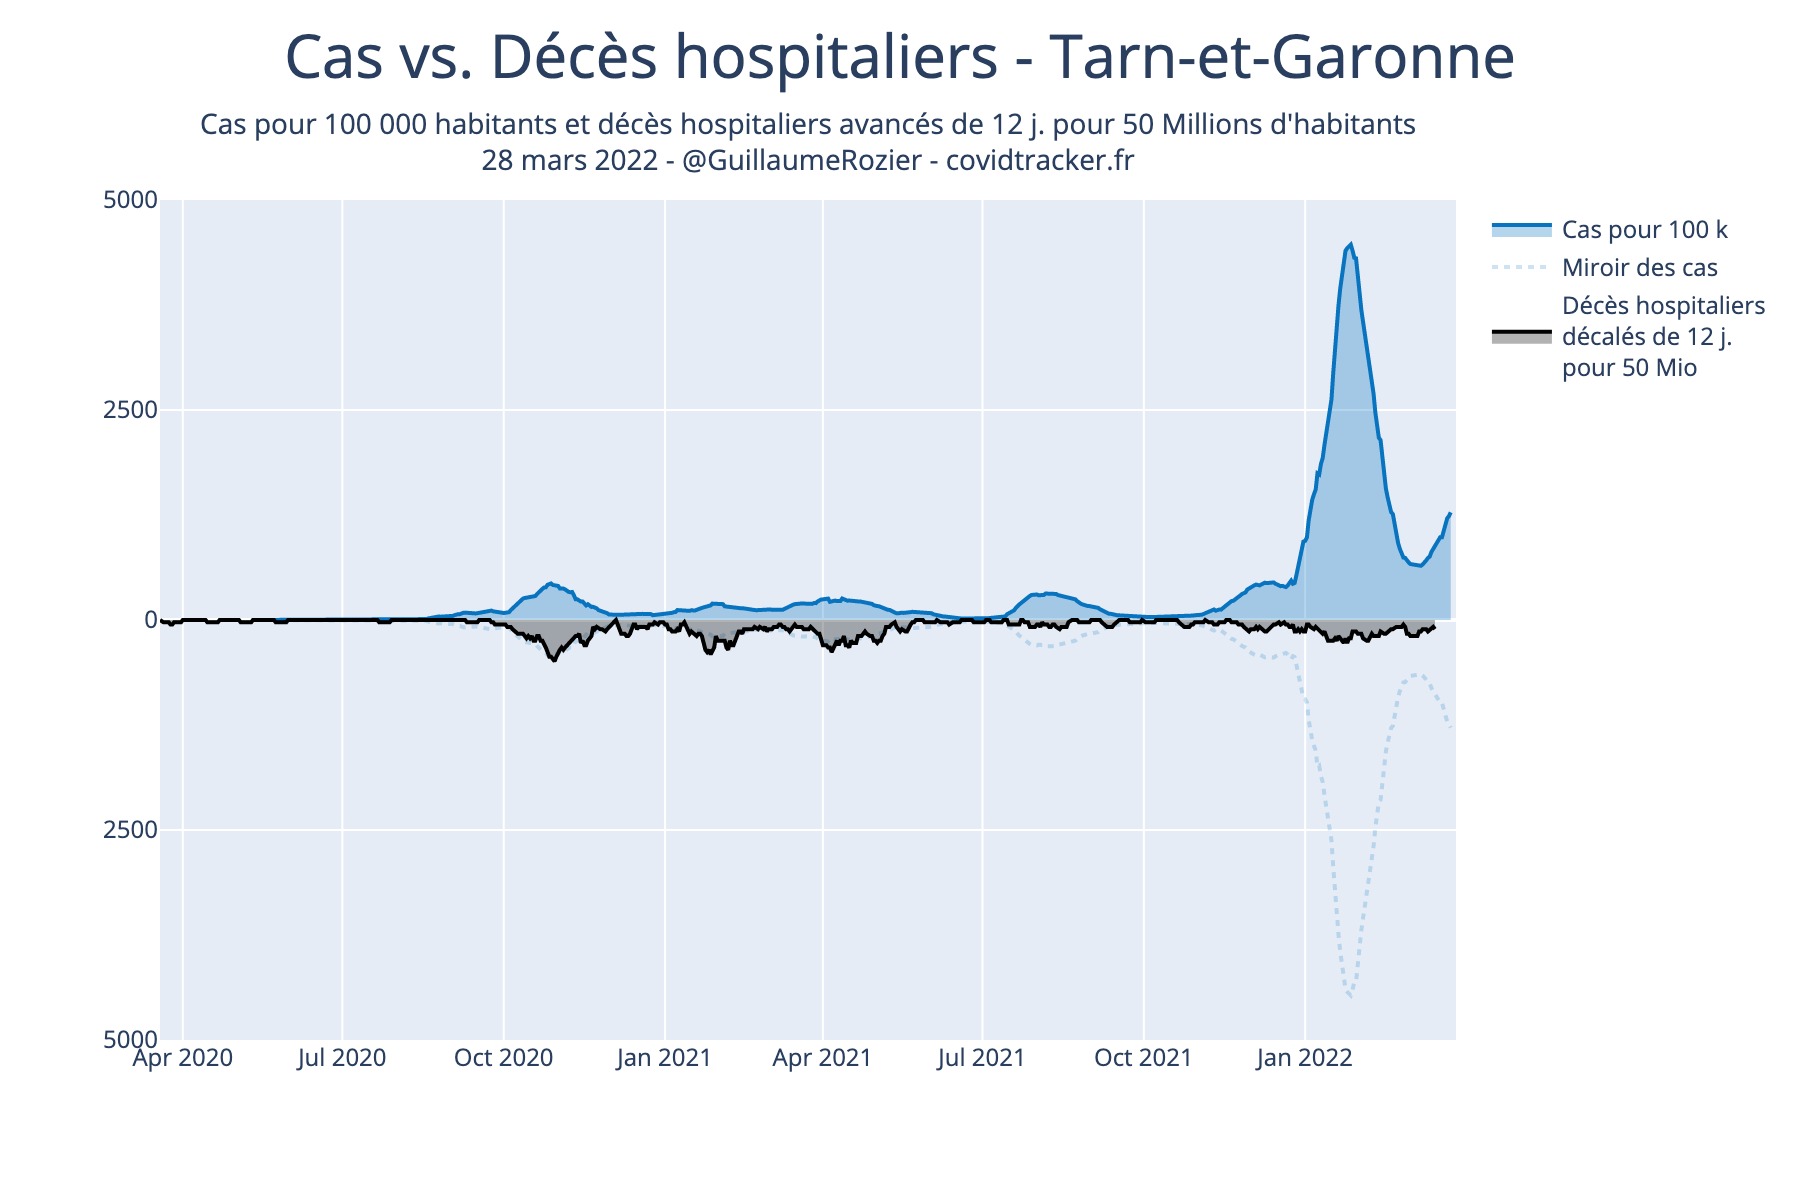 Cas vs. Décès hospitaliers - Tarn-et-Garonne
Cas pour 100 000 habitants et décès hospitaliers avancés de 12 j. pour 50 Millions d'habitants
28 mars 2022 - @GuillaumeRozier - covidtracker.fr
5000
2500
0
2500
5000
Apr 2020
Jul 2020
Oct 2020
Jan 2021
Apr 2021
Jul 2021
Oct 2021
Jan 2022
Cas pour 100 k
Miroir des cas
Décès hospitaliers
décalés de 12 j.
pour 50 Mio